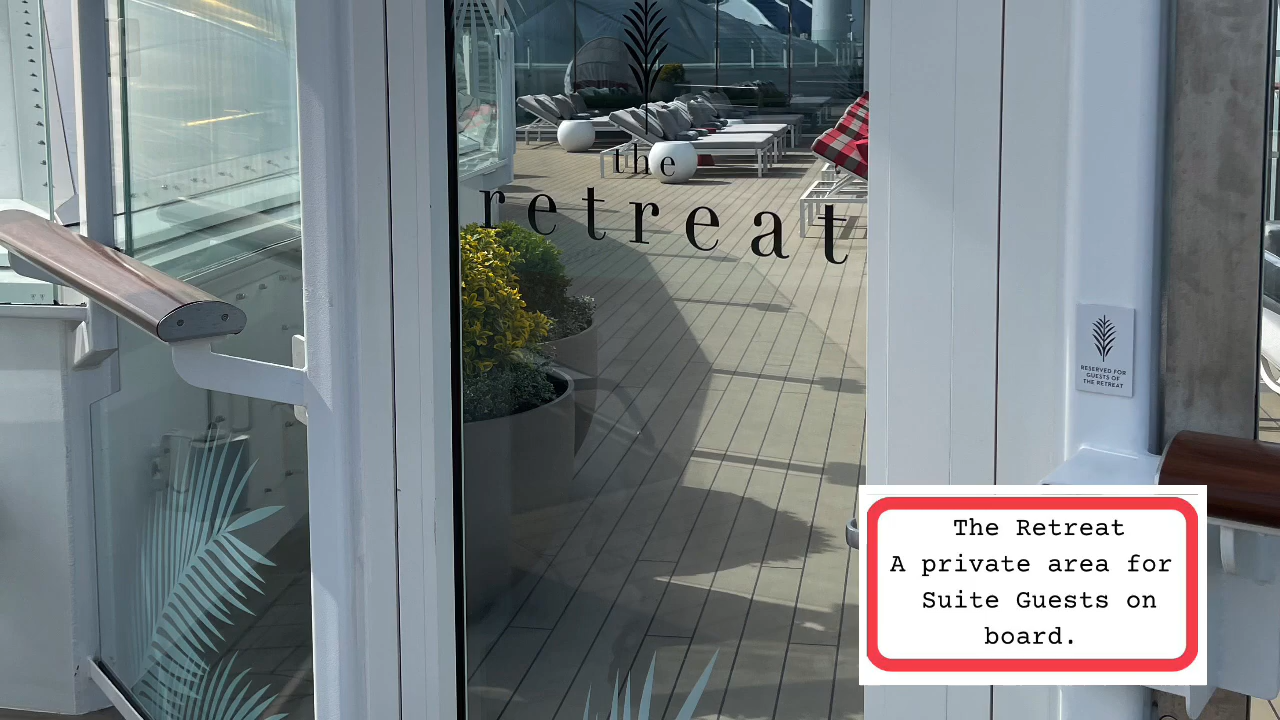 the
retreat
RESERVED FOR
GUESTS OF
THE RETREAT
The Retreat
A private area for
Suite Guests on
board.